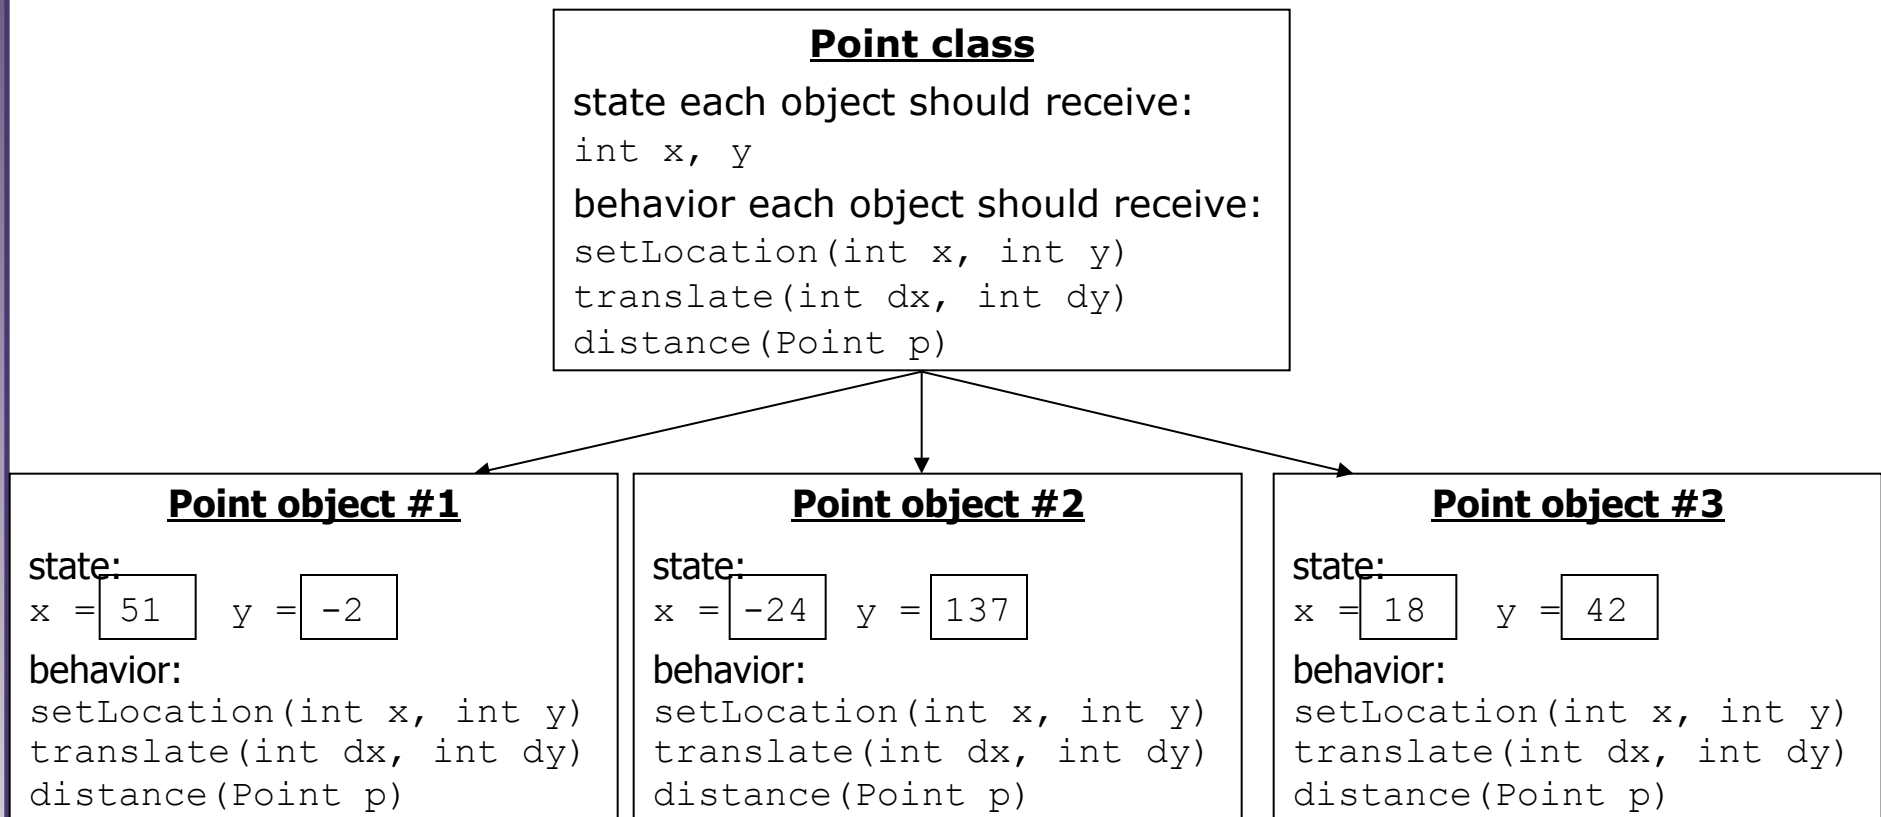 Point class
state each object should receive:
int x, y
behavior each object should receive:
setLocation(int x, int y)
translate(int dx, int dy)
distance(Point p)
Point object #1
state:
x = 51 y = -2
behavior:
setLocation(int x, int y)
translate(int dx, int dy)
distance(Point p)
Point object #2
state:
x = -24 y = 137
behavior:
setLocation(int x, int y)
translate(int dx, int dy)
distance(Point p)
Point object #3
state:
x = 18 y = 42
behavior:
setLocation(int x, int y)
translate(int dx, int dy)
distance(Point p)